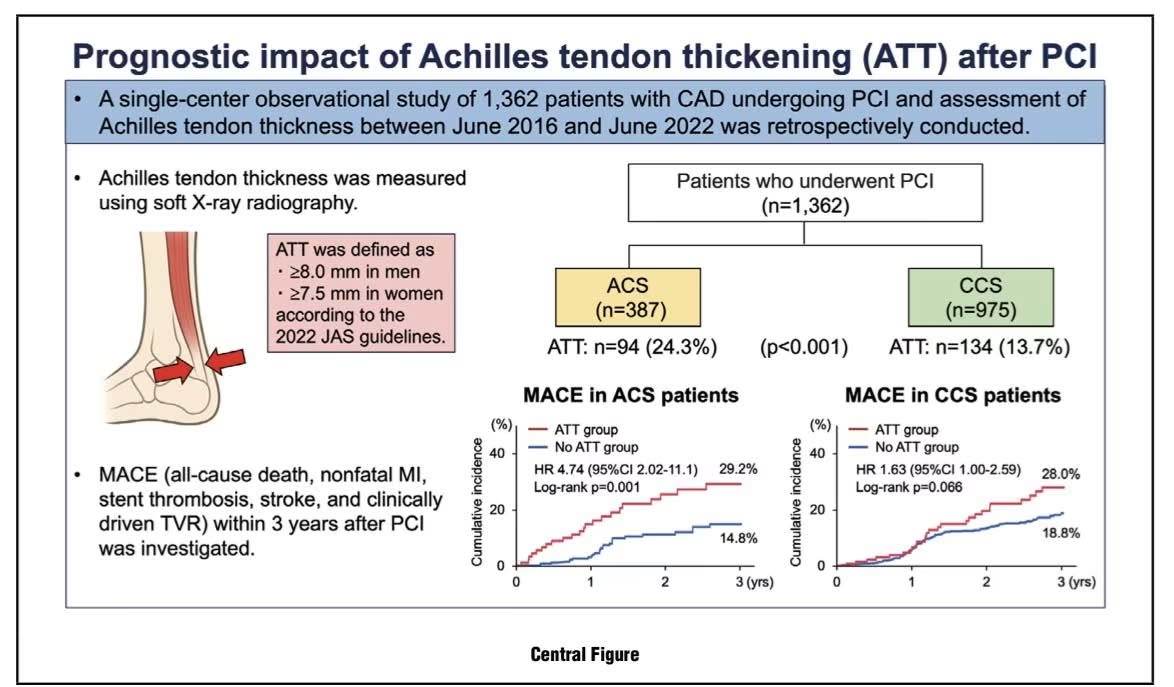 Prognostic impact of Achilles tendon thickening (ATT) after PCI
• A single-center observational study of 1,362 patients with CAD undergoing PCI and assessment of
Achilles tendon thickness between June 2016 and June 2022 was retrospectively conducted.
• Achilles tendon thickness was measured
using soft X-ray radiography.
ATT was defined as
・≥8.0 mm in men
・≥7.5 mm in women
according to the
2022 JAS guidelines.
• MACE (all-cause death, nonfatal MI,
stent thrombosis, stroke, and clinically
driven TVR) within 3 years after PCI
was investigated.
Patients who underwent PCI
(n=1,362)
ACS
(n=387)
CCS
(n=975)
ATT: n=94 (24.3%)
(p<0.001)
ATT: n=134 (13.7%)
MACE in ACS patients
(%)
40
20
0
Cumulative incidence
ATT group
No ATT group
HR 4.74 (95%CI 2.02-11.1)
Log-rank p=0.001
29.2%
14.8%
0 1 2 3 (yrs)
MACE in CCS patients
(%)
40
20
0
Cumulative incidence
ATT group
No ATT group
HR 1.63 (95%CI 1.00-2.59)
Log-rank p=0.066
28.0%
18.8%
0 1 2 3 (yrs)
Central Figure